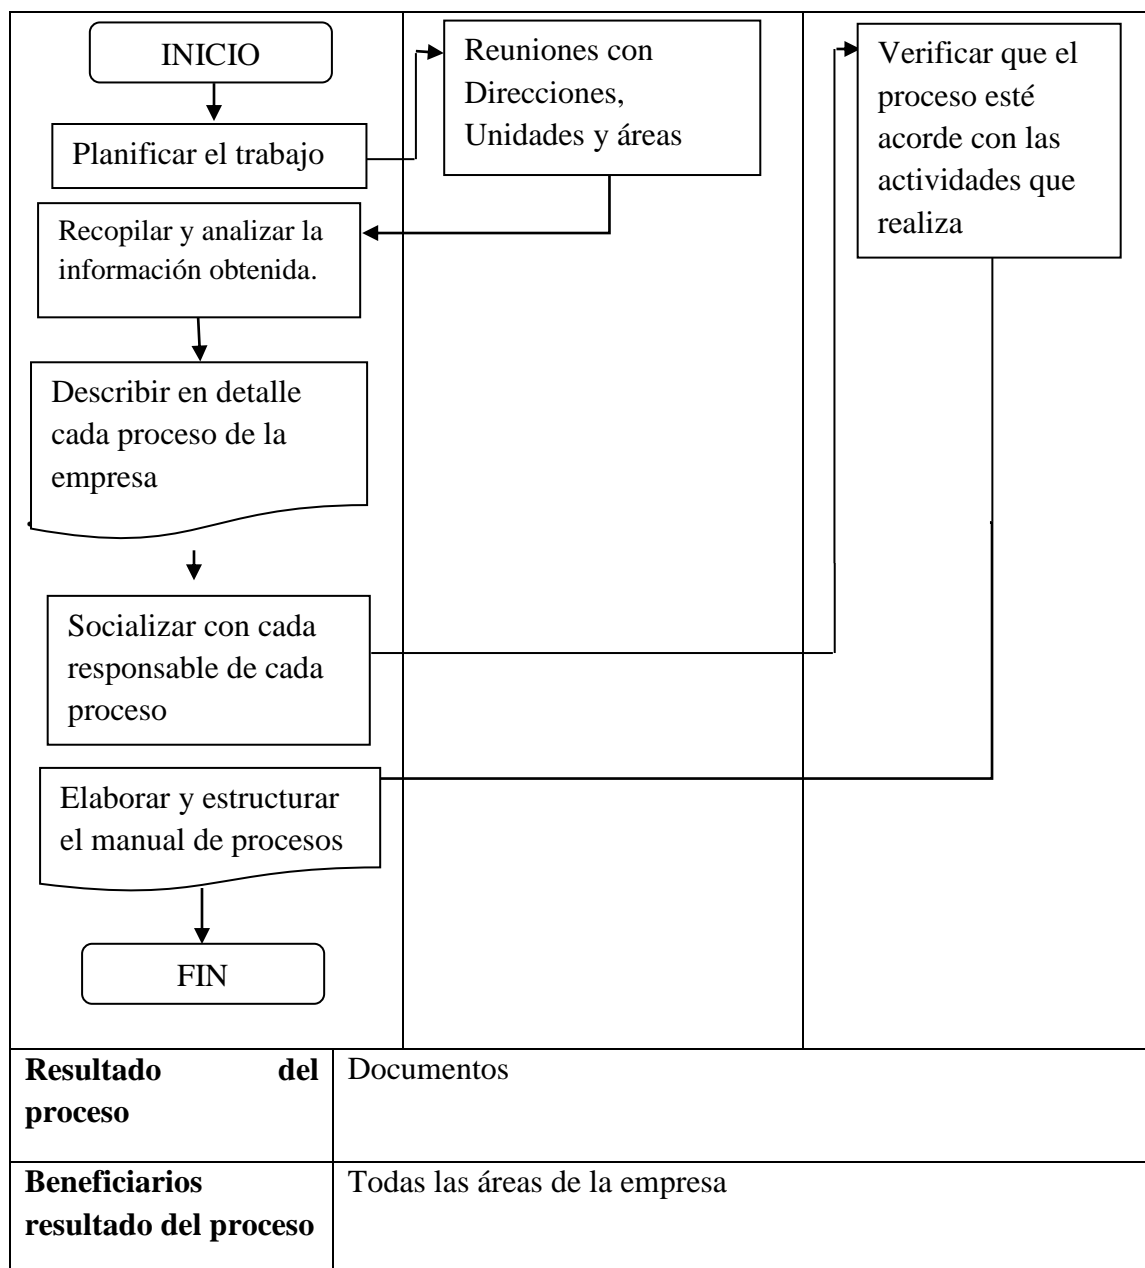 INICIO
Planificar el trabajo
Reuniones con
Direcciones,
Unidades y áreas
Recopilar y analizar la
información obtenida.
Describir en detalle
cada proceso de la
empresa
Socializar con cada
responsable de cada
proceso
Verificar que el
proceso esté
acorde con las
actividades que
realiza
Elaborar y estructurar
el manual de procesos
FIN
Resultado del
proceso
Documentos
Beneficiarios
resultado del proceso
Todas las áreas de la empresa